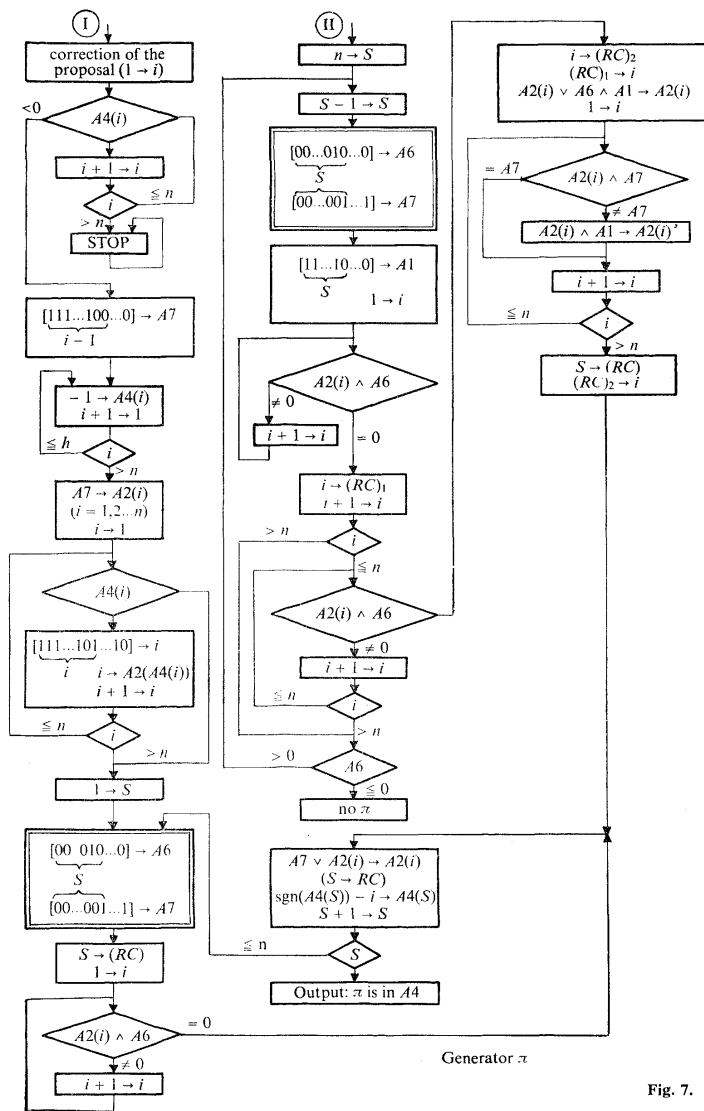 I
correction of the
proposal (1 → i)
<0
A4(i)
i + 1 → i
≦ n
i
> n
STOP
[111...100...0] → A7
i − 1
− 1 → A4(i)
i + 1 → 1
≦ h
i
> n
A7 → A2(i)
(i = 1,2...n)
i → 1
A4(i)
[111...101...10] → i
i i → A2(A4(i))
i + 1 → i
≦ n
i
> n
1 → S
[00 010...0] → A6
S
[00...001...1] → A7
S → (RC)
1 → i
A2(i) ∧ A6
= 0
≠ 0
i + 1 → i
II
n → S
S − 1 → S
[00...010...0] → A6
S
[00...001...1] → A7
[11...10...0] → A1
S
1 → i
A2(i) ∧ A6
≠ 0
i + 1 → i
= 0
i → (RC)₁
i + 1 → i
> n
i
≦ n
A2(i) ∧ A6
≠ 0
i + 1 → i
≦ n
i
> n
> 0
A6
≦ 0
no π
A7 ∨ A2(i) → A2(i)
(S → RC)
sgn(A4(S)) − i → A4(S)
S + 1 → S
≦ n
S
Output: π is in A4
i → (RC)₂
(RC)₁ → i
A2(i) ∨ A6 ∧ A1 → A2(i)
1 → i
= A7
A2(i) ∧ A7
≠ A7
A2(i) ∧ A1 → A2(i)
i + 1 → i
≦ n
i
> n
S → (RC)
(RC)₂ → i
Generator π
Fig. 7.